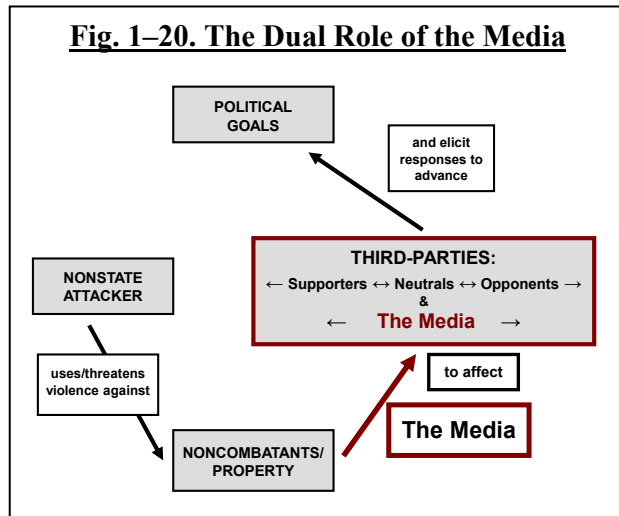 Fig. 1–20. The Dual Role of the Media
POLITICAL
GOALS
and elicit
responses to
advance
THIRD-PARTIES:
← Supporters ↔ Neutrals ↔ Opponents →
&
← The Media →
NONSTATE
ATTACKER
uses/threatens
violence against
to affect
The Media
NONCOMBATANTS/
PROPERTY